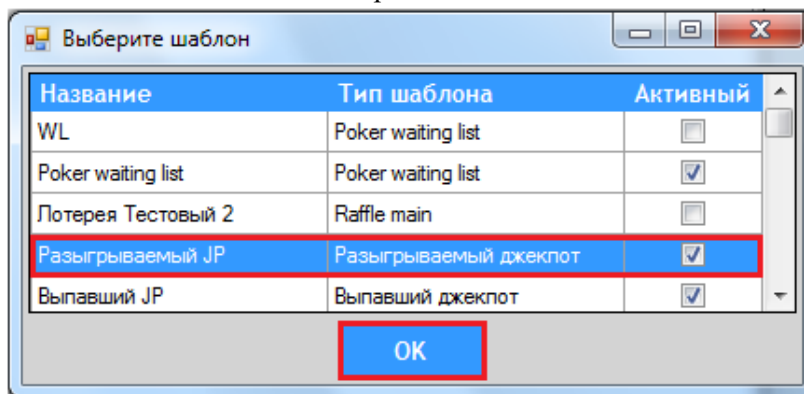 Выберите шаблон
Название Тип шаблона Активный
WL Poker waiting list
Poker waiting list Poker waiting list
Лотерея Тестовый 2 Raffle main
Разыгрываемый JP Разыгрываемый джекпот
Выпавший JP Выпавший джекпот
OK